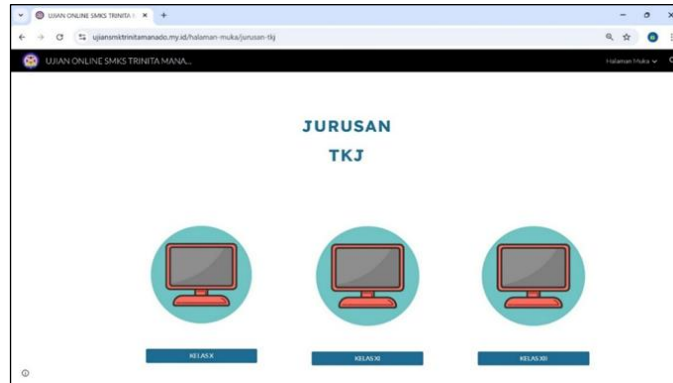 UJIAN ONLINE SMKS TRINITA
ujiansmktrinitamanado.my.id/halaman-muka/jurusan-tkj
UJIAN ONLINE SMKS TRINITA MANA...
Halaman Muka
JURUSAN
TKJ
KELAS X
KELAS XI
KELAS XII